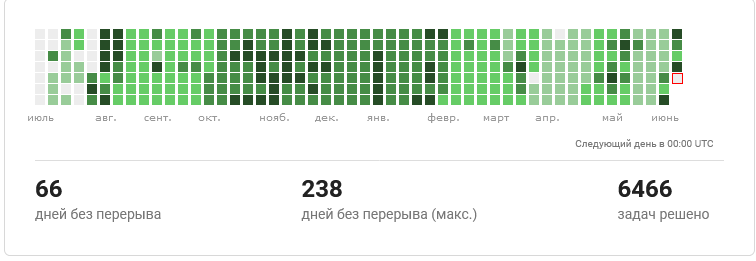 июль авг. сент. окт. нояб. дек. янв. февр. март апр. май июнь
Следующий день в 00:00 UTC
66 238 6466
дней без перерыва дней без перерыва (макс.) задач решено